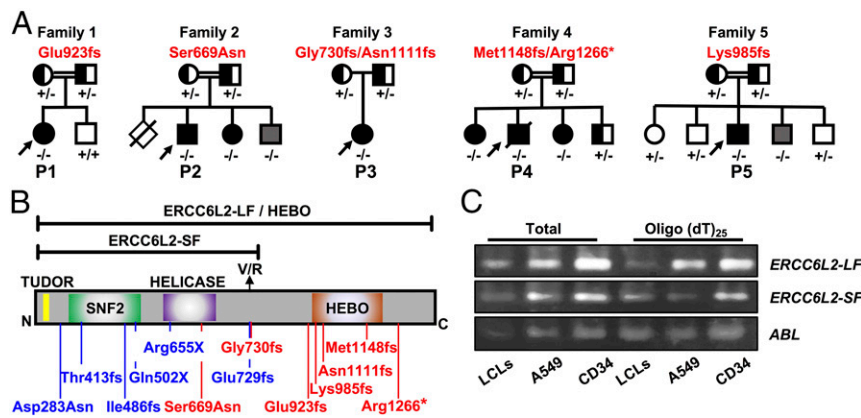 A
Family 1
Glu923fs
+/-
+/-
-/-
+/+
P1
Family 2
Ser669Asn
+/-
+/-
-/-
-/-
-/-
P2
Family 3
Gly730fs/Asn1111fs
+/-
+/-
-/-
P3
Family 4
Met1148fs/Arg1266*
+/-
+/-
-/-
-/-
-/-
+/-
P4
Family 5
Lys985fs
+/-
+/-
+/-
+/-
-/-
-/-
+/-
P5
B
ERCC6L2-LF / HEBO
ERCC6L2-SF
V/R
TUDOR
HELICASE
SNF2
HEBO
N
C
Arg655X
Gly730fs
Met1148fs
Thr413fs
Gln502X
Glu729fs
Asn1111fs
Lys985fs
Asp283Asn
Ile486fs
Ser669Asn
Glu923fs
Arg1266*
C
Total
Oligo (dT)25
ERCC6L2-LF
ERCC6L2-SF
ABL
LCLs
A549
CD34
LCLs
A549
CD34